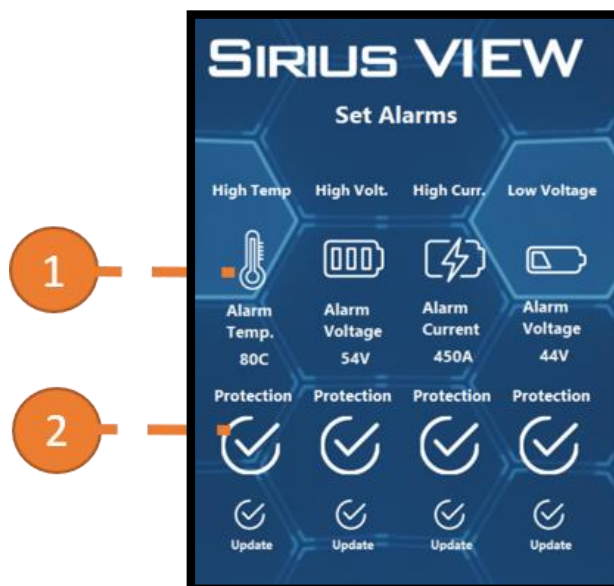 SIRIUS VIEW
Set Alarms
High Temp High Volt. High Curr. Low Voltage
1
Alarm Temp. Alarm Voltage Alarm Current Alarm Voltage
80C 54V 450A 44V
2
Protection Protection Protection Protection
Update Update Update Update